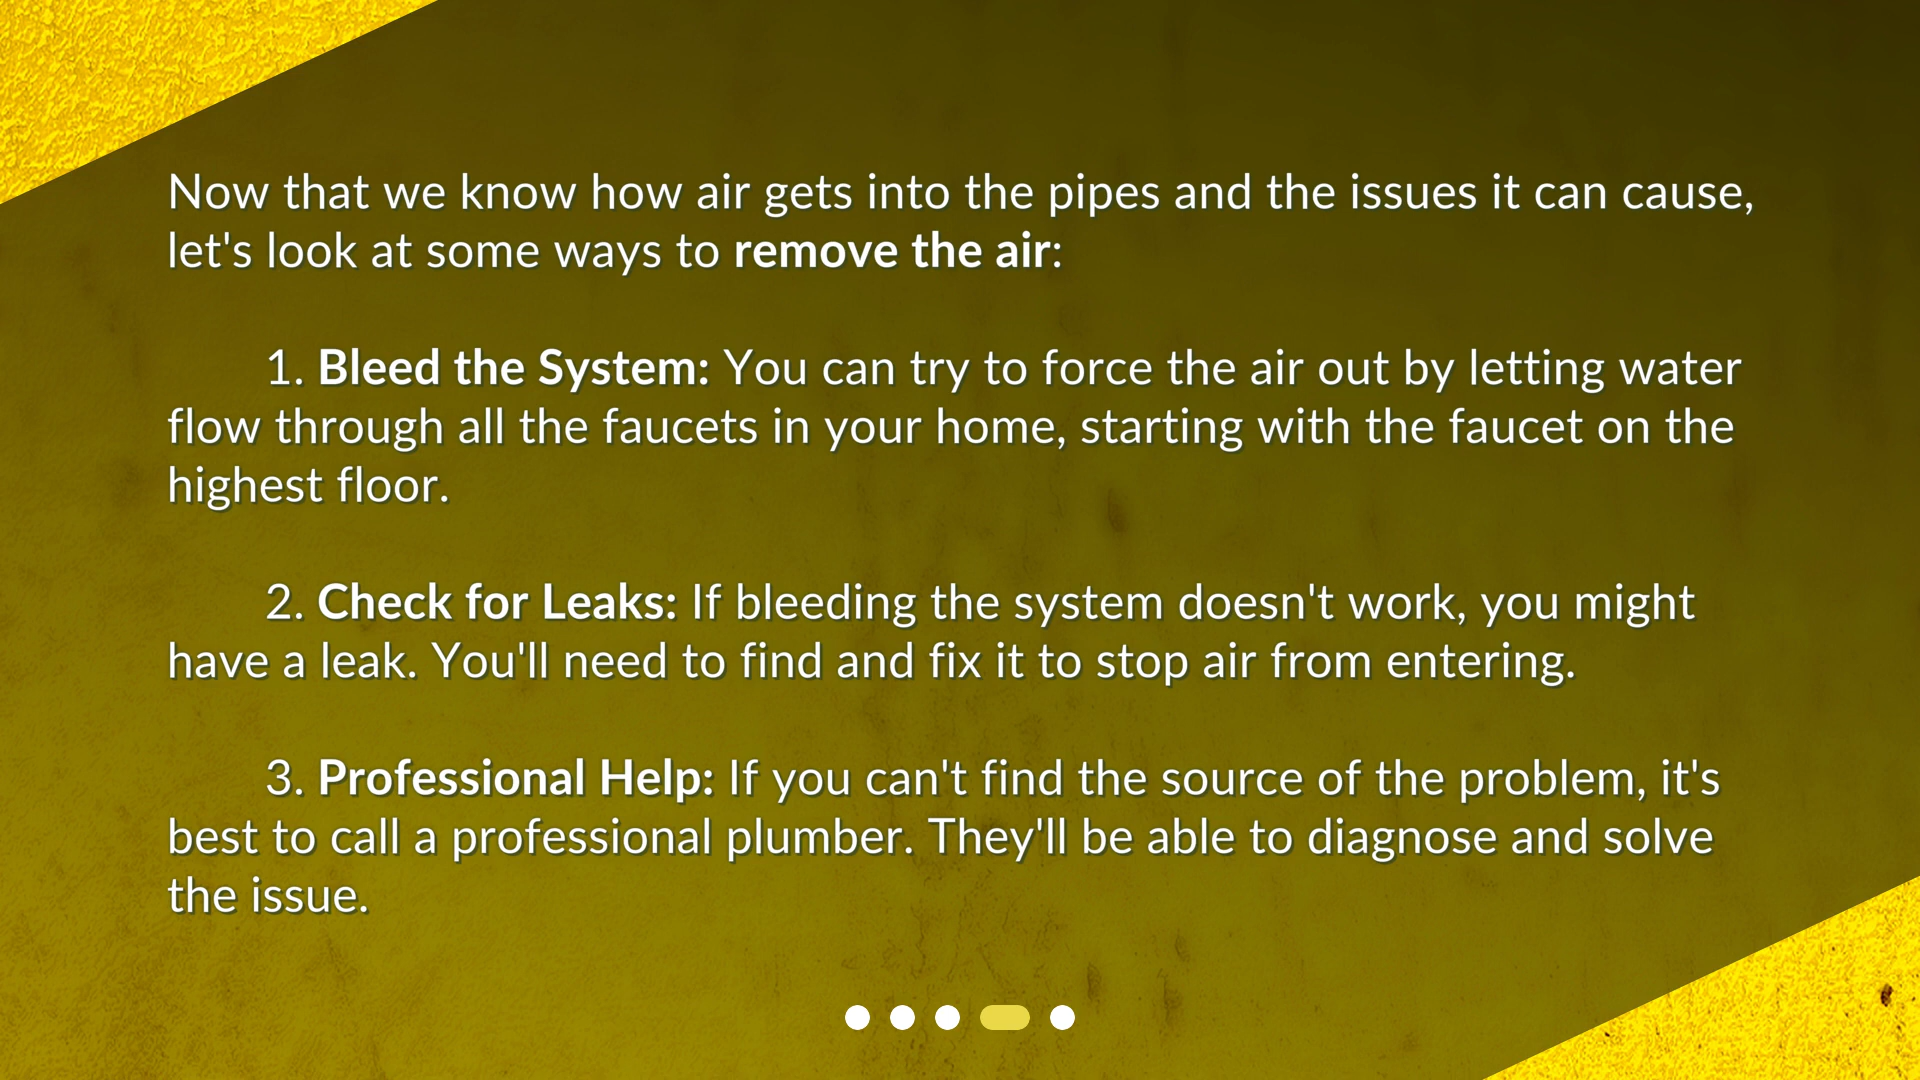 Now that we know how air gets into the pipes and the issues it can cause,
let's look at some ways to remove the air:
1. Bleed the System: You can try to force the air out by letting water
flow through all the faucets in your home, starting with the faucet on the
highest floor.
2. Check for Leaks: If bleeding the system doesn't work, you might
have a leak. You'll need to find and fix it to stop air from entering.
3. Professional Help: If you can't find the source of the problem, it's
best to call a professional plumber. They'll be able to diagnose and solve
the issue.